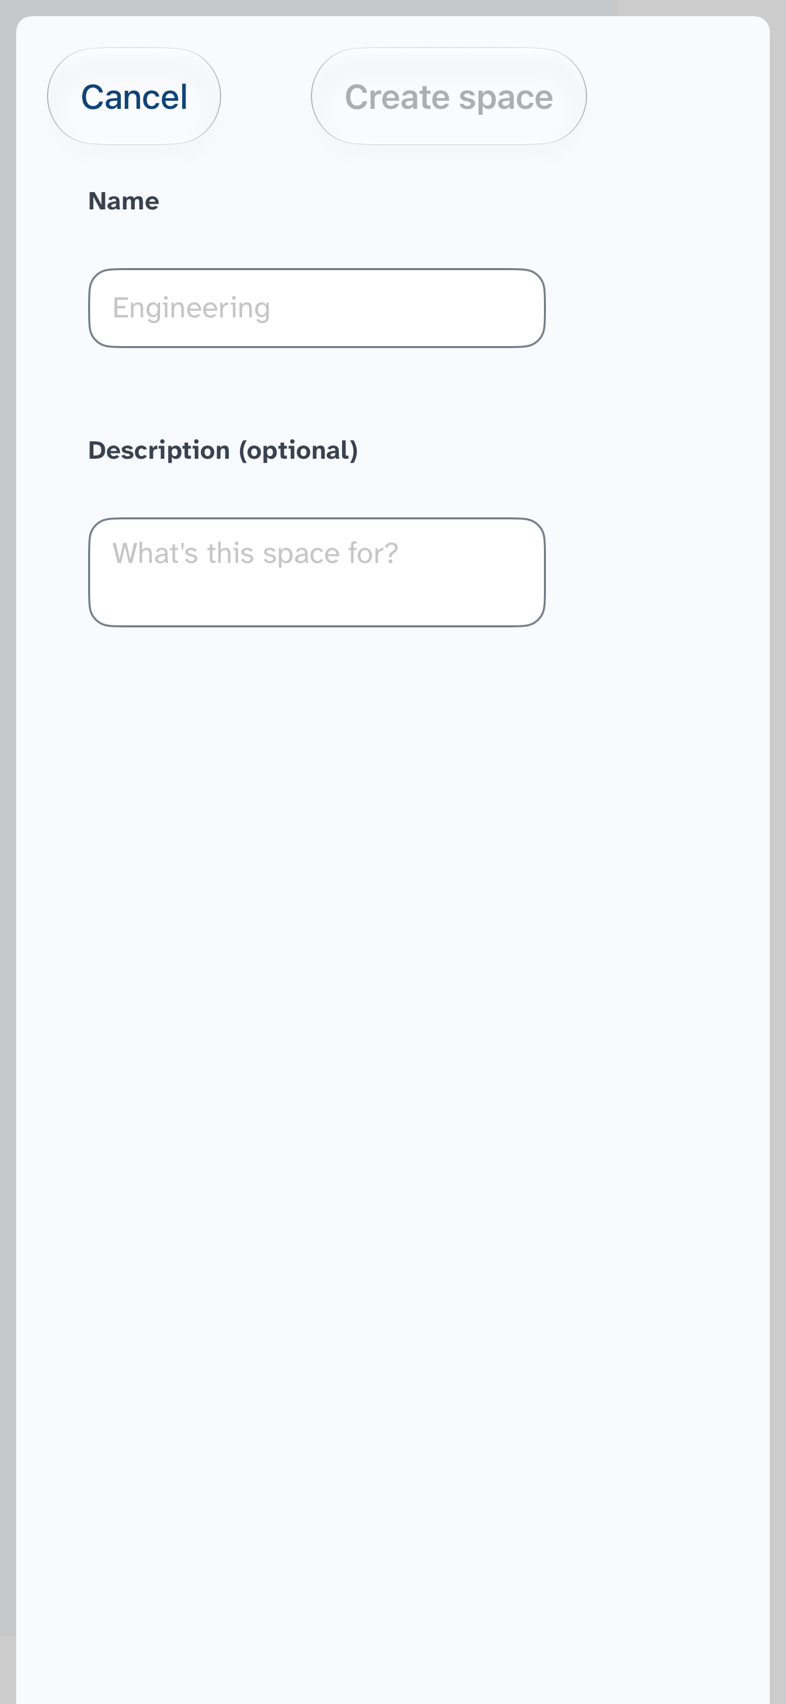 Cancel
Create space
Name
Engineering
Description (optional)
What's this space for?